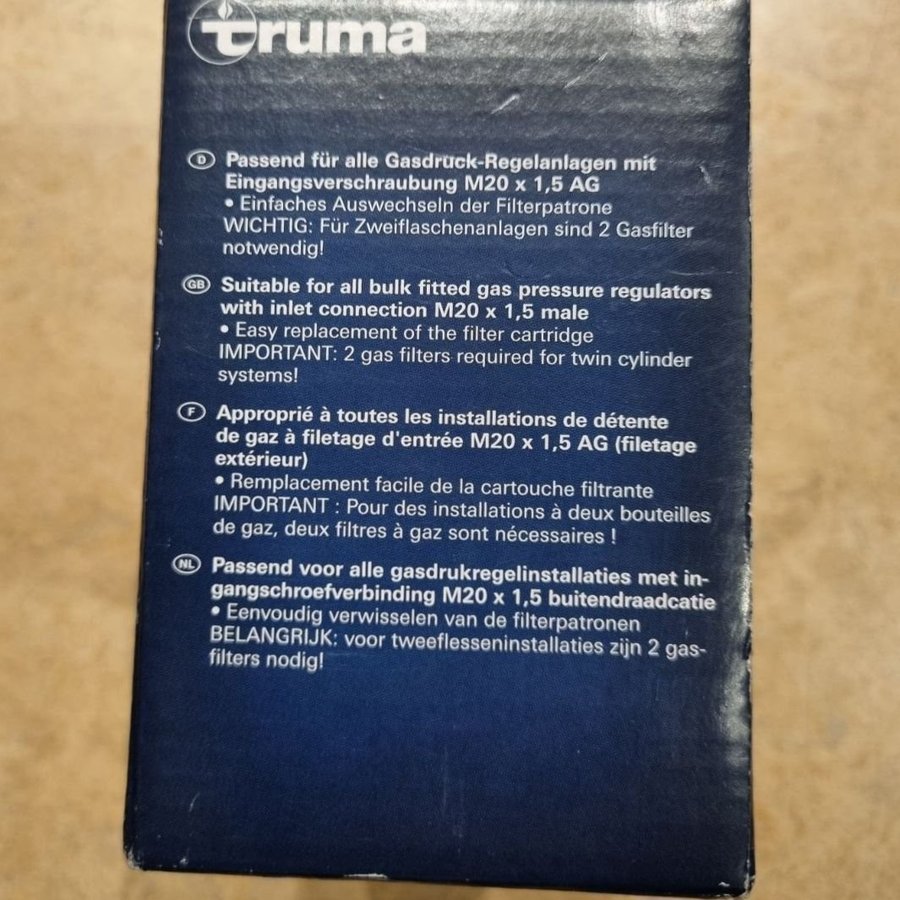 truma
D Passend für alle Gasdruck-Regelanlagen mit
Eingangsverschraubung M20 x 1,5 AG
• Einfaches Auswechseln der Filterpatrone
WICHTIG: Für Zweiflaschenanlagen sind 2 Gasfilter
notwendig!
GB Suitable for all bulk fitted gas pressure regulators
with inlet connection M20 x 1,5 male
• Easy replacement of the filter cartridge
IMPORTANT: 2 gas filters required for twin cylinder
systems!
F Approprié à toutes les installations de détente
de gaz à filetage d'entrée M20 x 1,5 AG (filetage
extérieur)
• Remplacement facile de la cartouche filtrante
IMPORTANT : Pour des installations à deux bouteilles
de gaz, deux filtres à gaz sont nécessaires !
NL Passend voor alle gasdrukregelinstallaties met in-
gangschroefverbinding M20 x 1,5 buitendraadcatie
• Eenvoudig verwisselen van de filterpatronen
BELANGRIJK: voor tweeflesseninstallaties zijn 2 gas-
filters nodig!